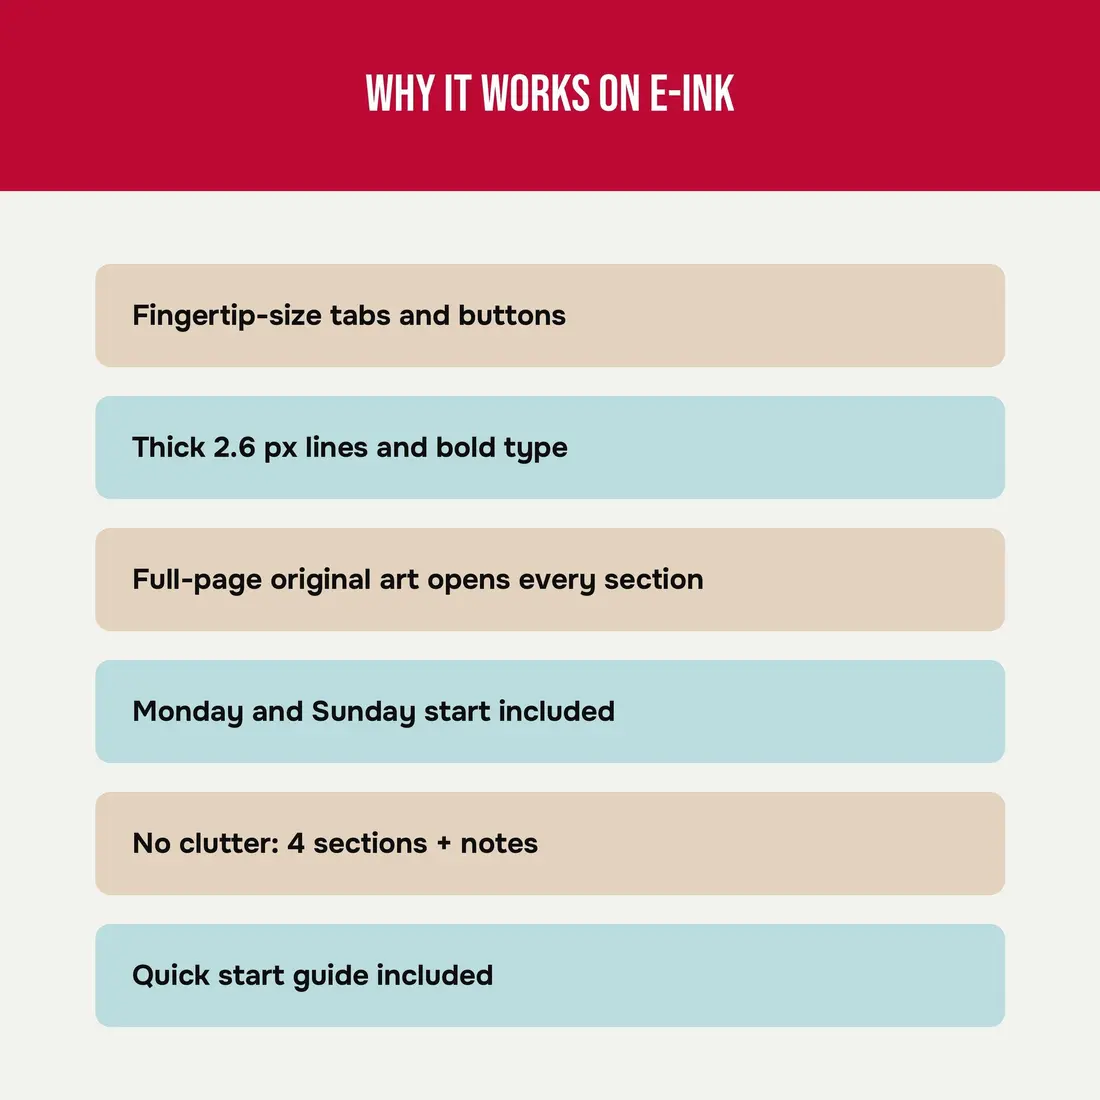 WHY IT WORKS ON E-INK
Fingertip-size tabs and buttons
Thick 2.6 px lines and bold type
Full-page original art opens every section
Monday and Sunday start included
No clutter: 4 sections + notes
Quick start guide included